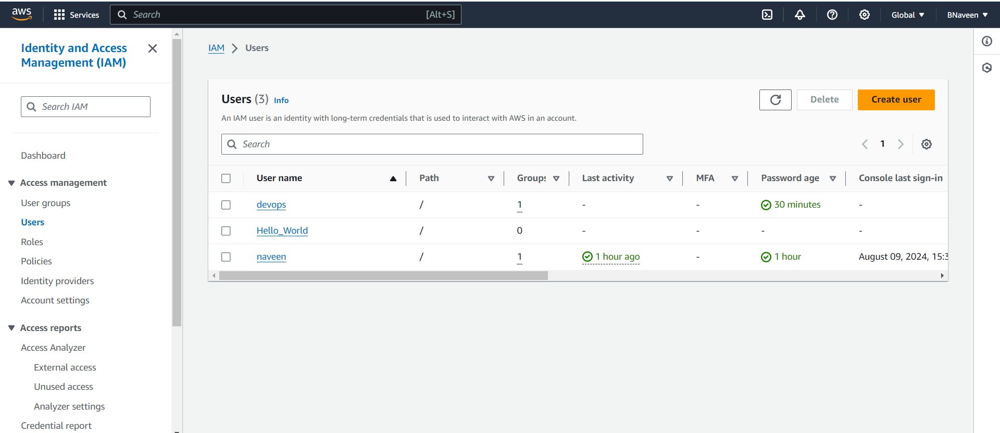 aws Services Search [Alt+S] Global BNaveen
Identity and Access
Management (IAM)
Search IAM
Dashboard
Access management
User groups
Users
Roles
Policies
Identity providers
Account settings
Access reports
Access Analyzer
External access
Unused access
Analyzer settings
Credential report
IAM > Users
Users (3) Info
Delete Create user
An IAM user is an identity with long-term credentials that is used to interact with AWS in an account.
Search
1
User name Path Groups Last activity MFA Password age Console last sign-in
devops / 1 - - 30 minutes -
Hello_World / 0 - - - -
naveen / 1 1 hour ago - 1 hour August 09, 2024, 15:3